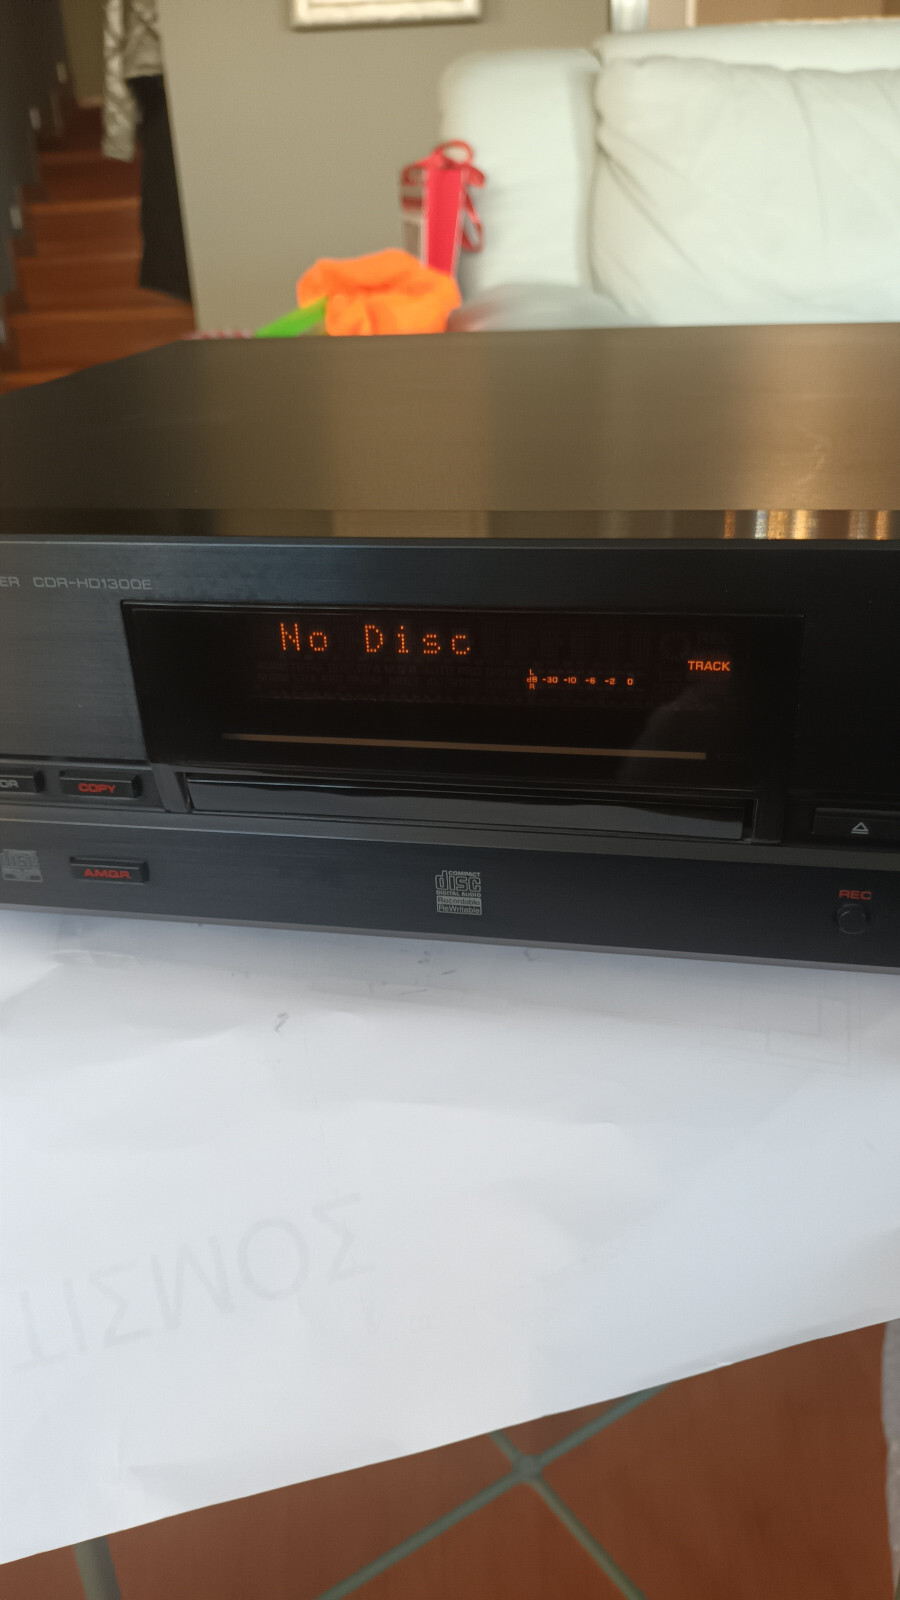 ER CDR-HD1300E
No Disc
TRACK
L
dB -30 -10 -6 -2 0
R
COPY
AMQR
COMPACT
disc
DIGITAL AUDIO
Recordable
ReWritable
REC